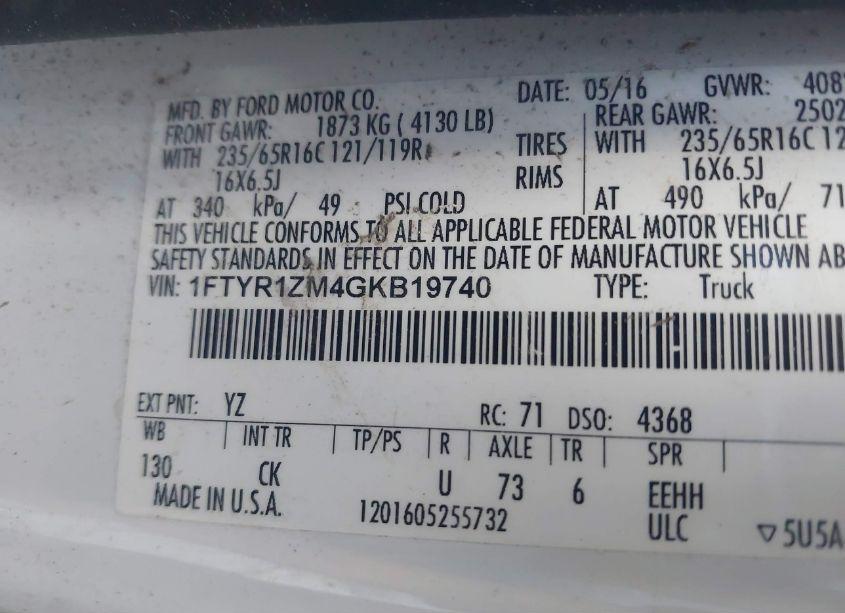 MFD. BY FORD MOTOR CO. DATE: 05/16 GVWR: 408
FRONT GAWR: 1873 KG ( 4130 LB) REAR GAWR: 2502
WITH 235/65R16C 121/119R TIRES WITH 235/65R16C 12
16X6.5J RIMS 16X6.5J
AT 340 kPa/ 49 PSI COLD AT 490 kPa/ 71
THIS VEHICLE CONFORMS TO ALL APPLICABLE FEDERAL MOTOR VEHICLE
SAFETY STANDARDS IN EFFECT ON THE DATE OF MANUFACTURE SHOWN AB
VIN: 1FTYR1ZM4GKB19740 TYPE: Truck
EXT PNT: YZ RC: 71 DSO: 4368
WB INT TR TP/PS R AXLE TR SPR
130 CK U 73 6 EEHH
MADE IN U.S.A. 1201605255732 ULC ▽5U5A